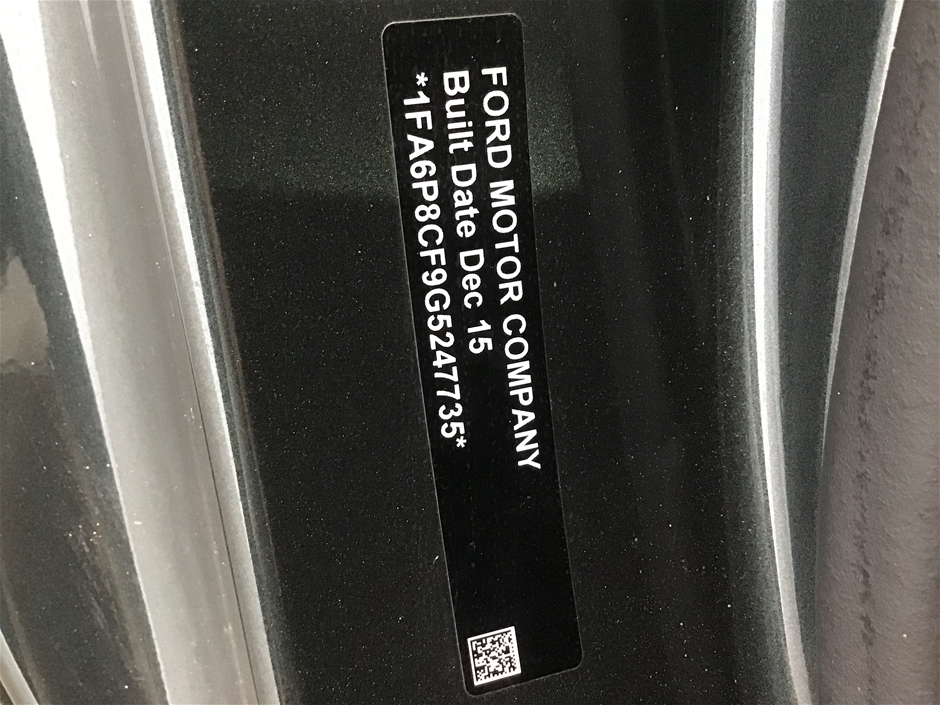 FORD MOTOR COMPANY
Built Date Dec 15
*1FA6P8CF9G5247735*